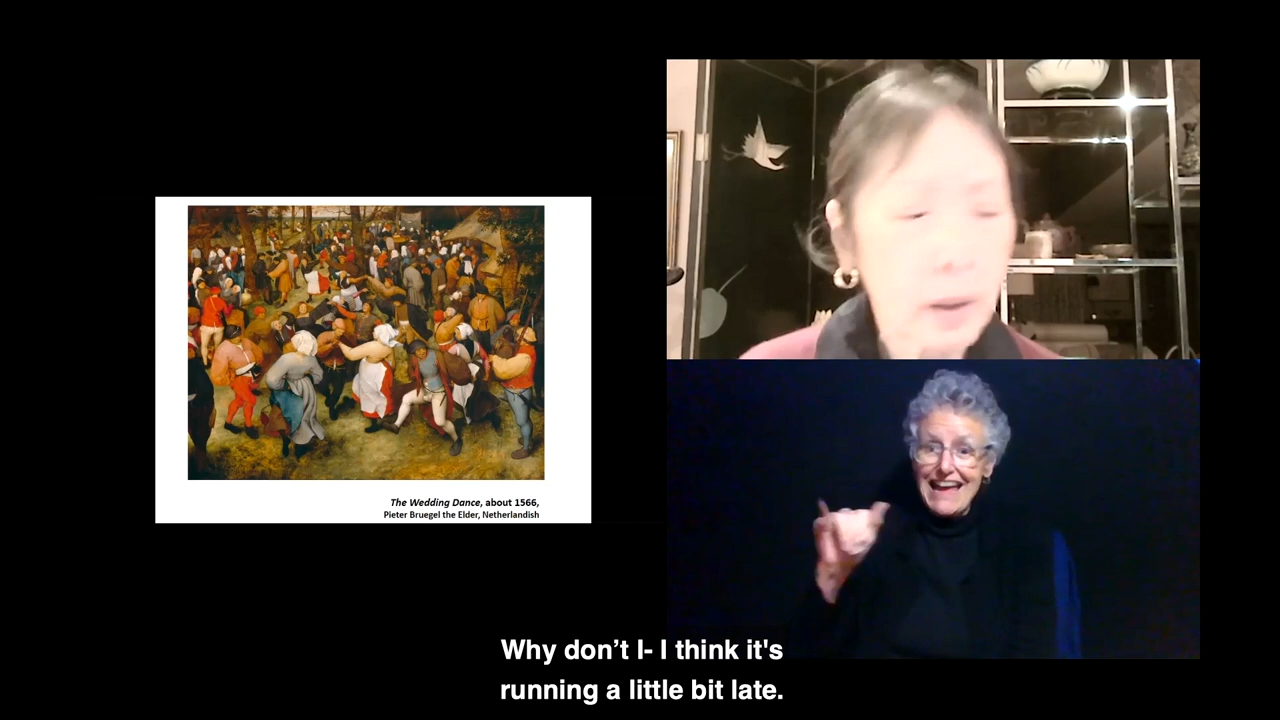 The Wedding Dance, about 1566,
Pieter Bruegel the Elder, Netherlandish
Why don’t I- I think it's
running a little bit late.